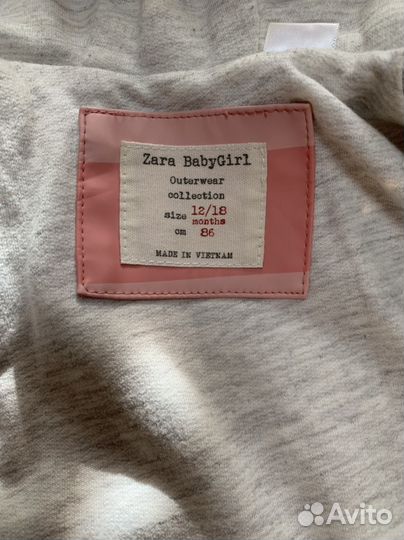 Zara BabyGirl
Outerwear
collection
size 12/18
months
cm 86
MADE IN VIETNAM
Avito